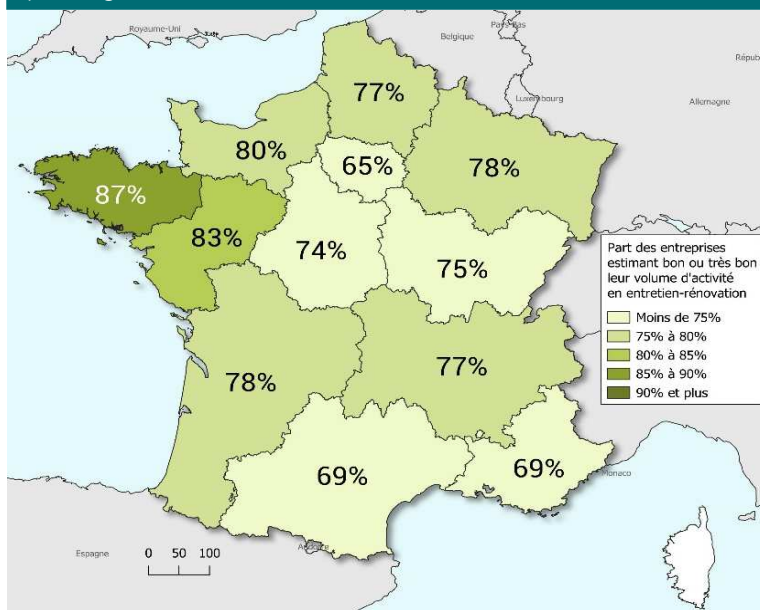 Royaume-Uni
Belgique
Pays-Bas
Luxembourg
Allemagne
77%
80%
65%
78%
87%
83%
74%
75%
78%
77%
69%
69%
Part des entreprises
estimant bon ou très bon
leur volume d'activité
en entretien-rénovation
Moins de 75%
75% à 80%
80% à 85%
85% à 90%
90% et plus
Monaco
Andorre
Espagne
0 50 100